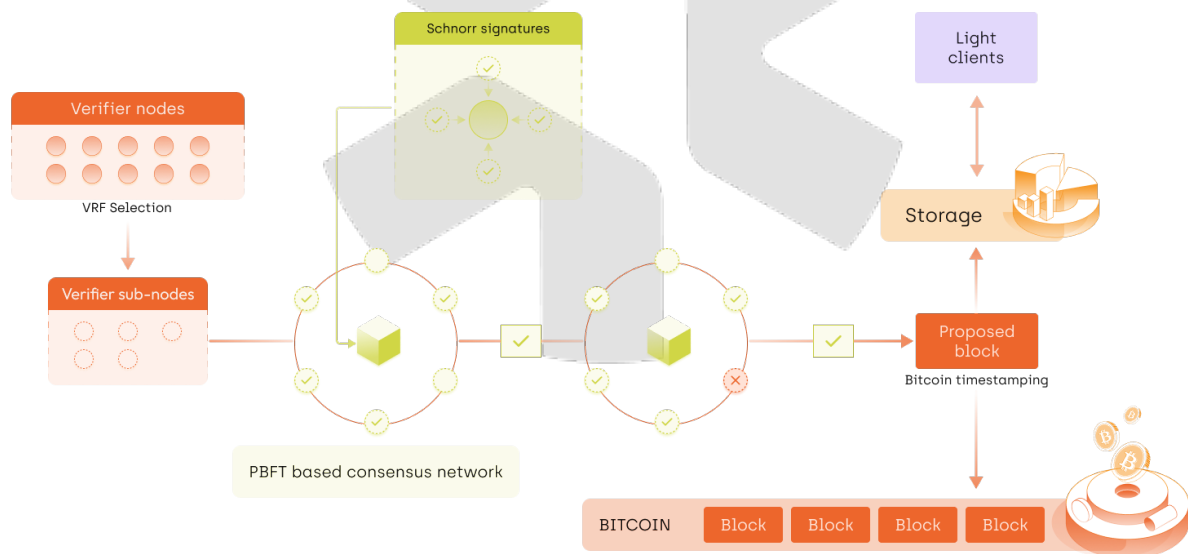 Schnorr signatures
Light
clients
Verifier nodes
VRF Selection
Storage
Verifier sub-nodes
Proposed
block
Bitcoin timestamping
PBFT based consensus network
BITCOIN
Block
Block
Block
Block